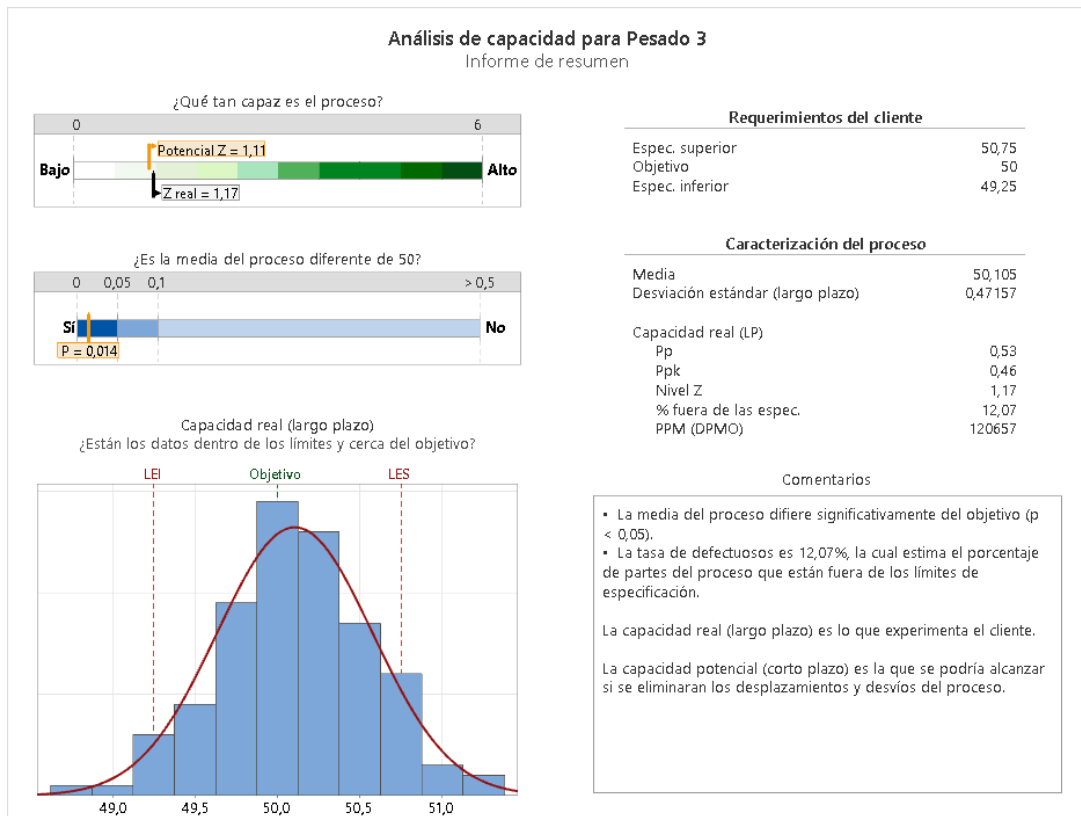 Análisis de capacidad para Pesado 3
Informe de resumen
¿Qué tan capaz es el proceso?
0 6
Potencial Z = 1,11
Bajo Alto
Z real = 1,17
¿Es la media del proceso diferente de 50?
0 0,05 0,1 > 0,5
Sí No
P = 0,014
Capacidad real (largo plazo)
¿Están los datos dentro de los límites y cerca del objetivo?
LEI Objetivo LES
49,0 49,5 50,0 50,5 51,0
Requerimientos del cliente
Espec. superior 50,75
Objetivo 50
Espec. inferior 49,25
Caracterización del proceso
Media 50,105
Desviación estándar (largo plazo) 0,47157
Capacidad real (LP)
Pp 0,53
Ppk 0,46
Nivel Z 1,17
% fuera de las espec. 12,07
PPM (DPMO) 120657
Comentarios
• La media del proceso difiere significativamente del objetivo (p
< 0,05).
• La tasa de defectuosos es 12,07%, la cual estima el porcentaje
de partes del proceso que están fuera de los límites de
especificación.
La capacidad real (largo plazo) es lo que experimenta el cliente.
La capacidad potencial (corto plazo) es la que se podría alcanzar
si se eliminaran los desplazamientos y desvíos del proceso.